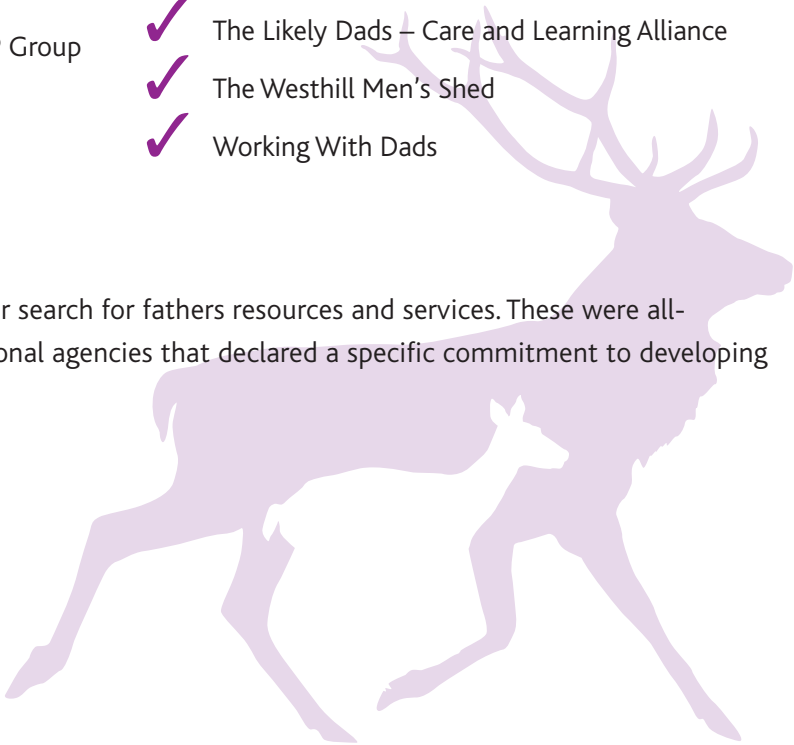 The Likely Dads – Care and Learning Alliance
Group
The Westhill Men's Shed
Working With Dads
search for fathers resources and services. These were all-
agencies that declared a specific commitment to developing